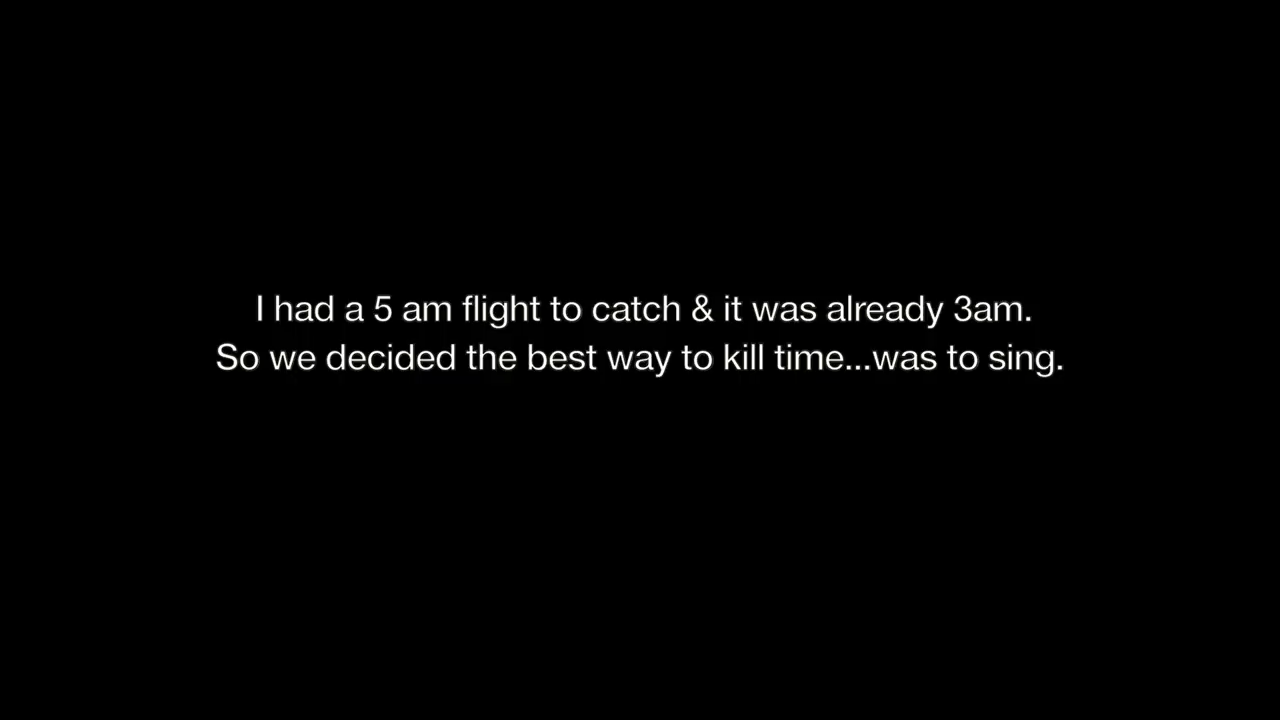 I had a 5 am flight to catch & it was already 3am.
So we decided the best way to kill time...was to sing.